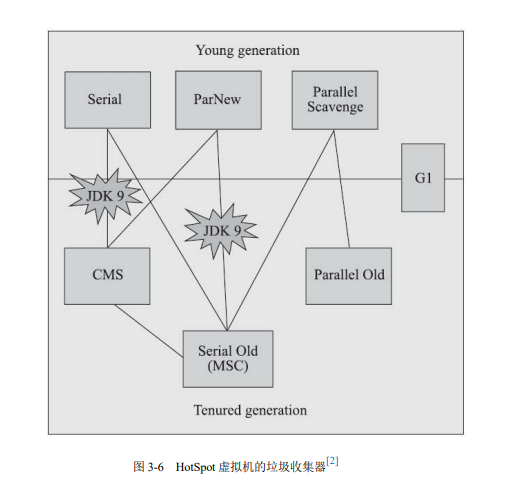 Young generation
Serial
ParNew
Parallel
Scavenge
G1
JDK 9
JDK 9
CMS
Parallel Old
Serial Old
(MSC)
Tenured generation
图 3-6 HotSpot 虚拟机的垃圾收集器[2]